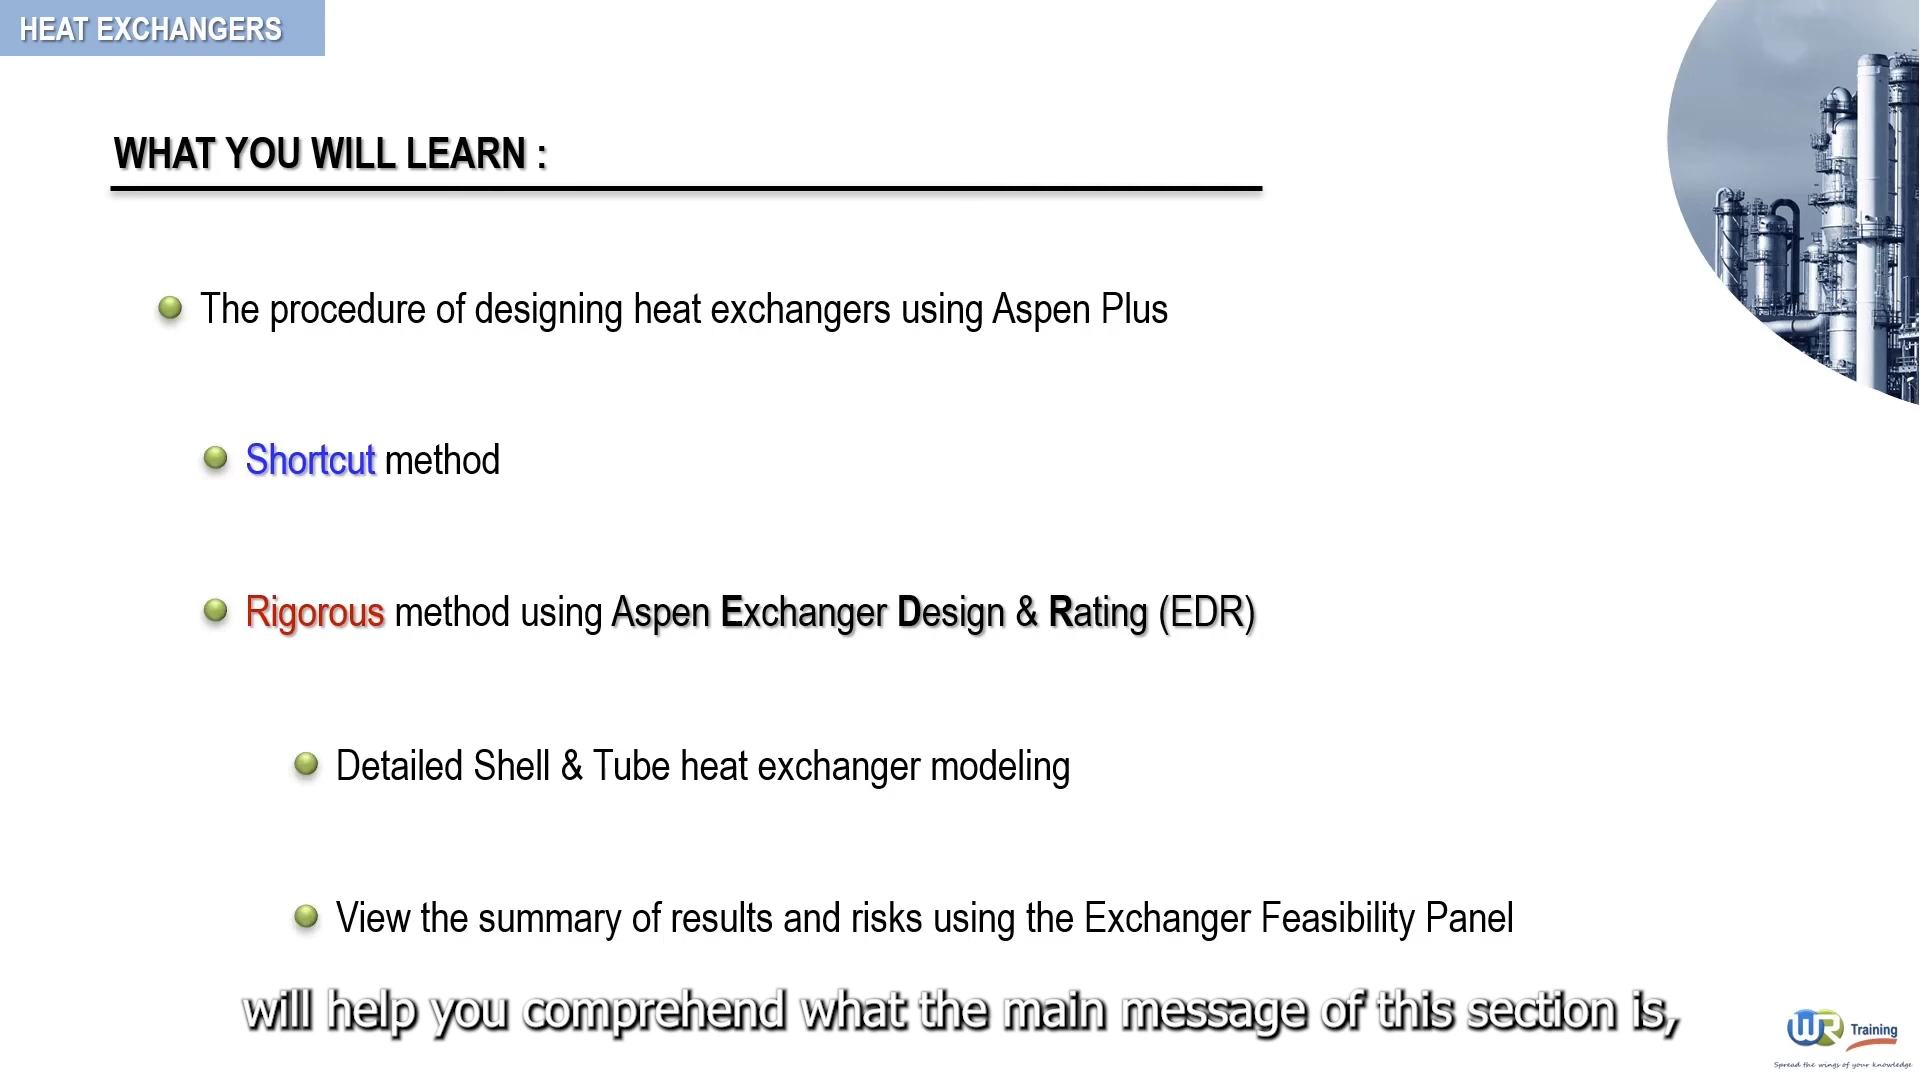 HEAT EXCHANGERS
WHAT YOU WILL LEARN :
The procedure of designing heat exchangers using Aspen Plus
Shortcut method
Rigorous method using Aspen Exchanger Design & Rating (EDR)
Detailed Shell & Tube heat exchanger modeling
View the summary of results and risks using the Exchanger Feasibility Panel
will help you comprehend what the main message of this section is,
WR Training
Spread the wings of your knowledge